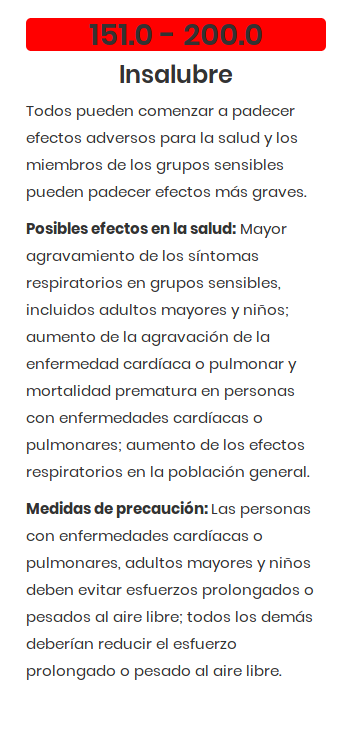 151.0 - 200.0
Insalubre
Todos pueden comenzar a padecer
efectos adversos para la salud y los
miembros de los grupos sensibles
pueden padecer efectos más graves.
Posibles efectos en la salud: Mayor
agravamiento de los síntomas
respiratorios en grupos sensibles,
incluidos adultos mayores y niños;
aumento de la agravación de la
enfermedad cardíaca o pulmonar y
mortalidad prematura en personas
con enfermedades cardíacas o
pulmonares; aumento de los efectos
respiratorios en la población general.
Medidas de precaución: Las personas
con enfermedades cardíacas o
pulmonares, adultos mayores y niños
deben evitar esfuerzos prolongados o
pesados al aire libre; todos los demás
deberían reducir el esfuerzo
prolongado o pesado al aire libre.